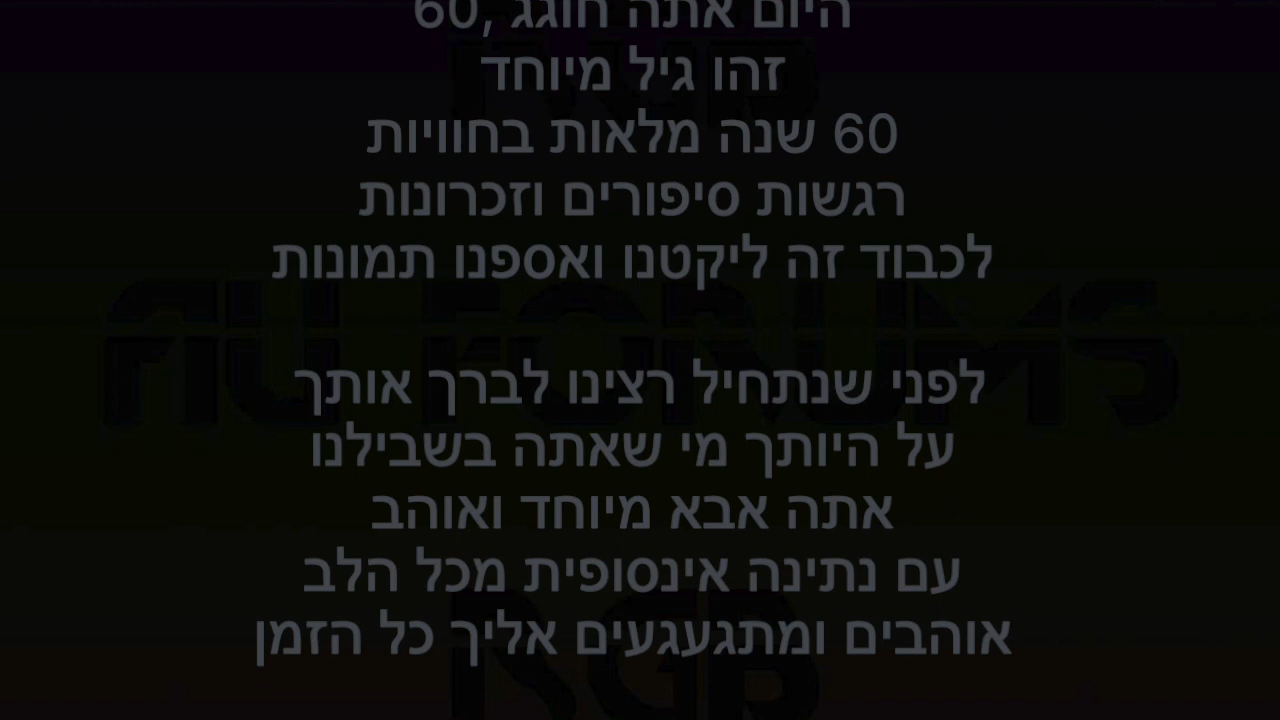 היום אתה חוגג ,60
זהו גיל מיוחד
60 שנה מלאות בחוויות
רגשות סיפורים וזכרונות
לכבוד זה ליקטנו ואספנו תמונות
לפני שנתחיל רצינו לברך אותך
על היותך מי שאתה בשבילנו
אתה אבא מיוחד ואוהב
עם נתינה אינסופית מכל הלב
אוהבים ומתגעגעים אליך כל הזמן
AU FORUMS